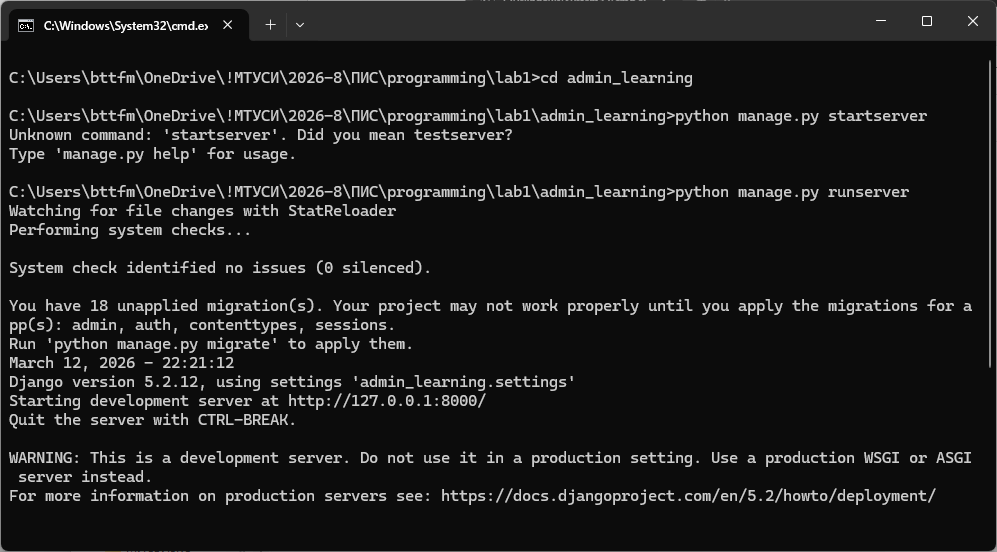 C:\Windows\System32\cmd.ex
C:\Users\bttfm\OneDrive\!МТУСИ\2026-8\ПИС\programming\lab1>cd admin_learning
C:\Users\bttfm\OneDrive\!МТУСИ\2026-8\ПИС\programming\lab1\admin_learning>python manage.py startserver
Unknown command: 'startserver'. Did you mean testserver?
Type 'manage.py help' for usage.
C:\Users\bttfm\OneDrive\!МТУСИ\2026-8\ПИС\programming\lab1\admin_learning>python manage.py runserver
Watching for file changes with StatReloader
Performing system checks...
System check identified no issues (0 silenced).
You have 18 unapplied migration(s). Your project may not work properly until you apply the migrations for a
pp(s): admin, auth, contenttypes, sessions.
Run 'python manage.py migrate' to apply them.
March 12, 2026 - 22:21:12
Django version 5.2.12, using settings 'admin_learning.settings'
Starting development server at http://127.0.0.1:8000/
Quit the server with CTRL-BREAK.
WARNING: This is a development server. Do not use it in a production setting. Use a production WSGI or ASGI
 server instead.
For more information on production servers see: https://docs.djangoproject.com/en/5.2/howto/deployment/